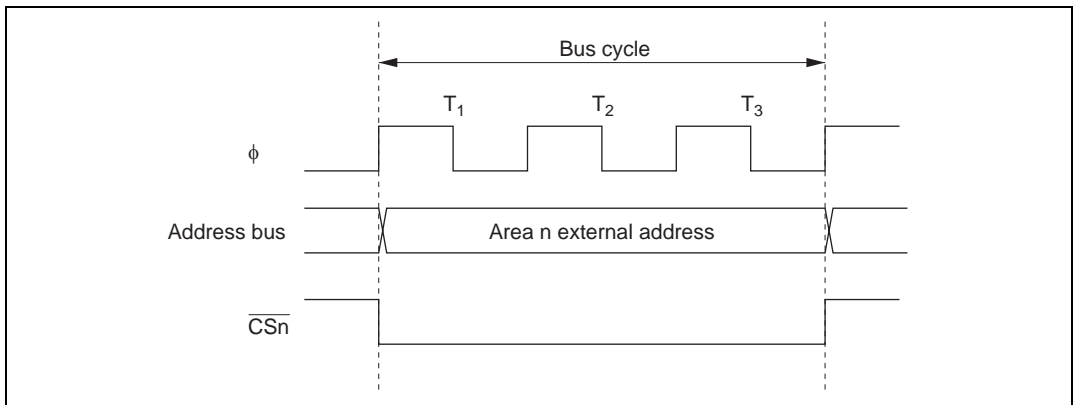 Bus cycle
T1 T2 T3
ϕ
Address bus Area n external address
CSn